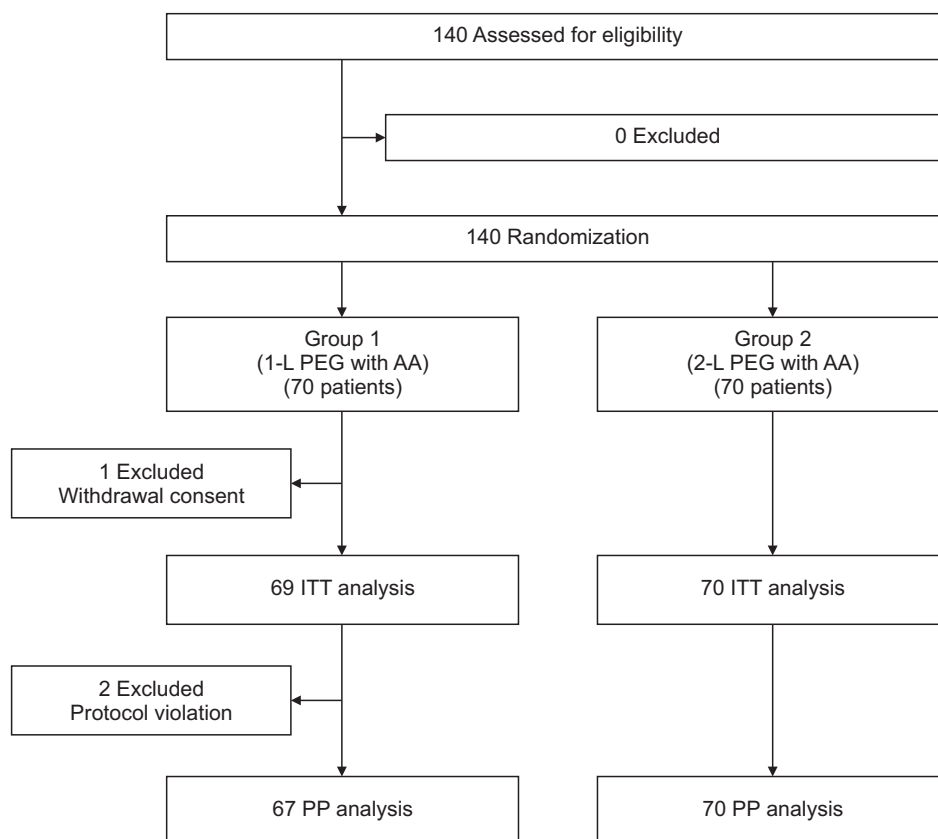 140 Assessed for eligibility
0 Excluded
140 Randomization
Group 1
(1-L PEG with AA)
(70 patients)
Group 2
(2-L PEG with AA)
(70 patients)
1 Excluded
Withdrawal consent
69 ITT analysis
70 ITT analysis
2 Excluded
Protocol violation
67 PP analysis
70 PP analysis